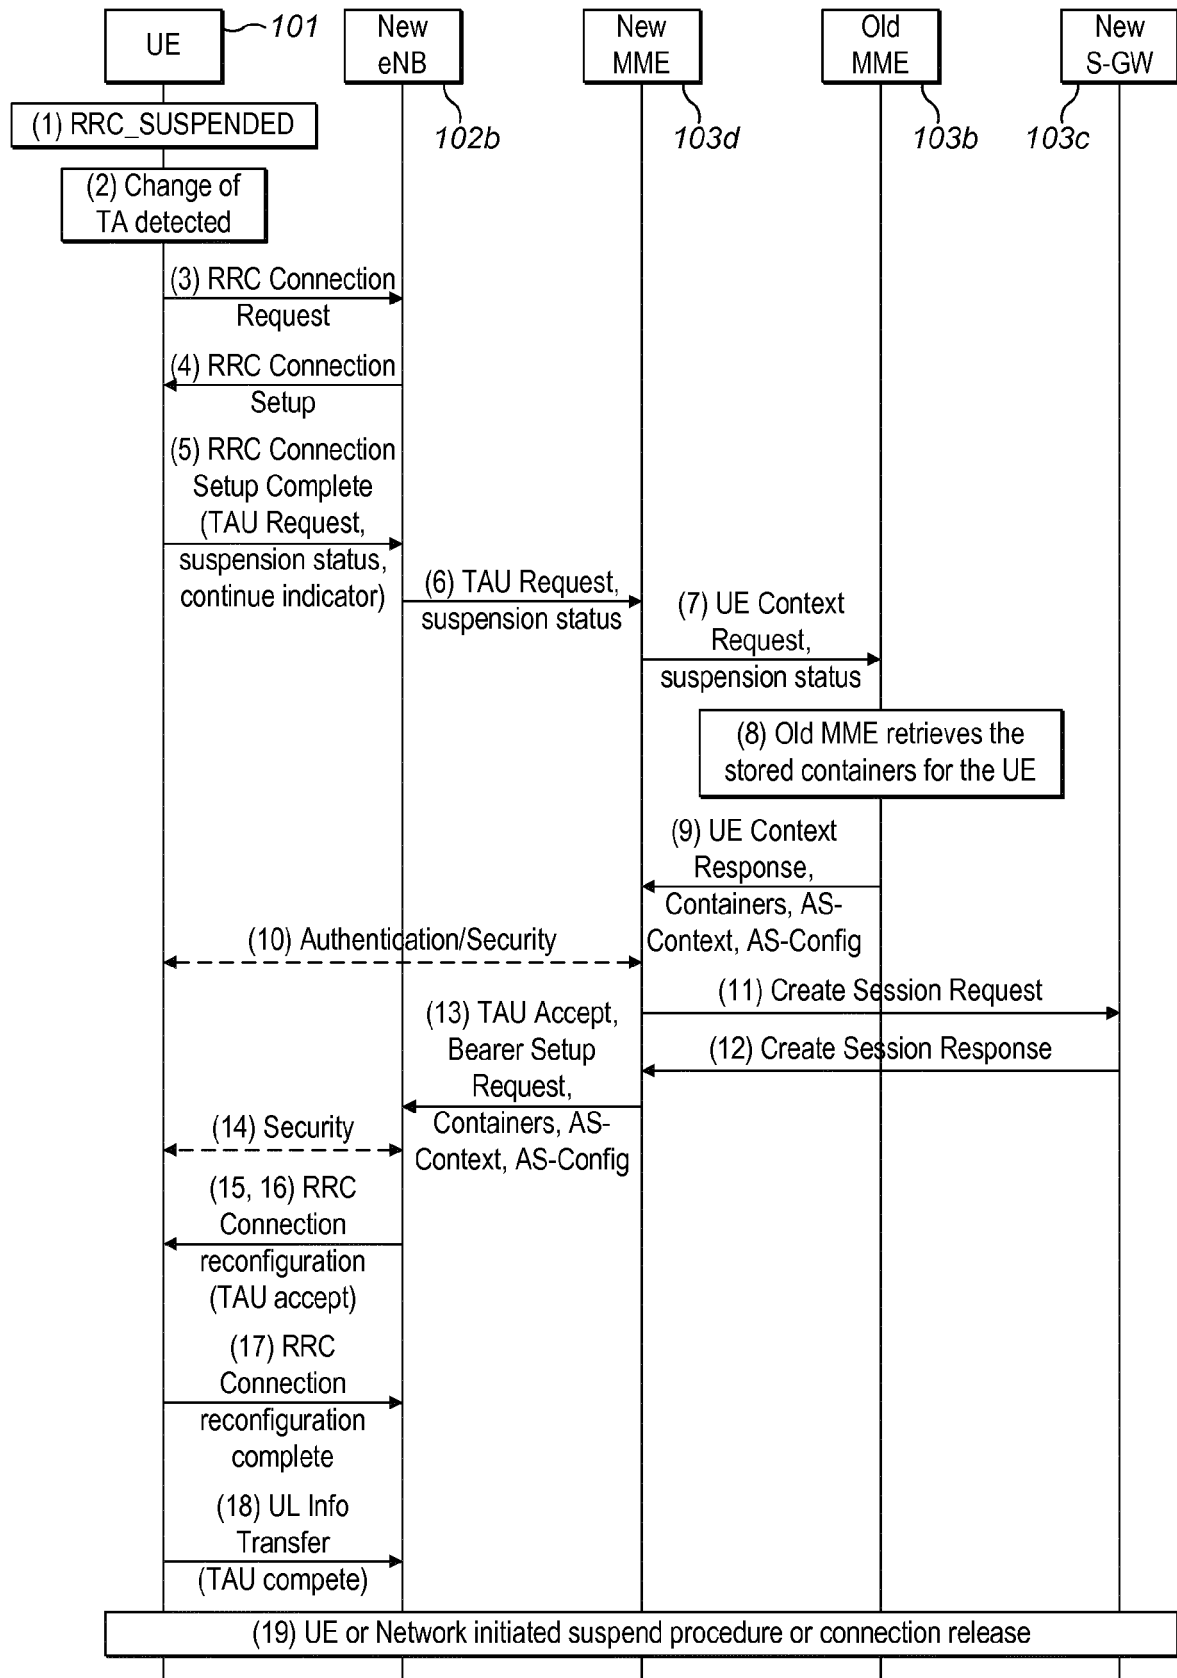 UE
101
New
eNB
102b
New
MME
103d
Old
MME
103b
New
S-GW
103c
(1) RRC_SUSPENDED
(2) Change of
TA detected
(3) RRC Connection
Request
(4) RRC Connection
Setup
(5) RRC Connection
Setup Complete
(TAU Request,
suspension status,
continue indicator)
(6) TAU Request,
suspension status
(7) UE Context
Request,
suspension status
(8) Old MME retrieves the
stored containers for the UE
(9) UE Context
Response,
Containers, AS-
Context, AS-Config
(10) Authentication/Security
(11) Create Session Request
(12) Create Session Response
(13) TAU Accept,
Bearer Setup
Request,
Containers, AS-
Context, AS-Config
(14) Security
(15, 16) RRC
Connection
reconfiguration
(TAU accept)
(17) RRC
Connection
reconfiguration
complete
(18) UL Info
Transfer
(TAU compete)
(19) UE or Network initiated suspend procedure or connection release